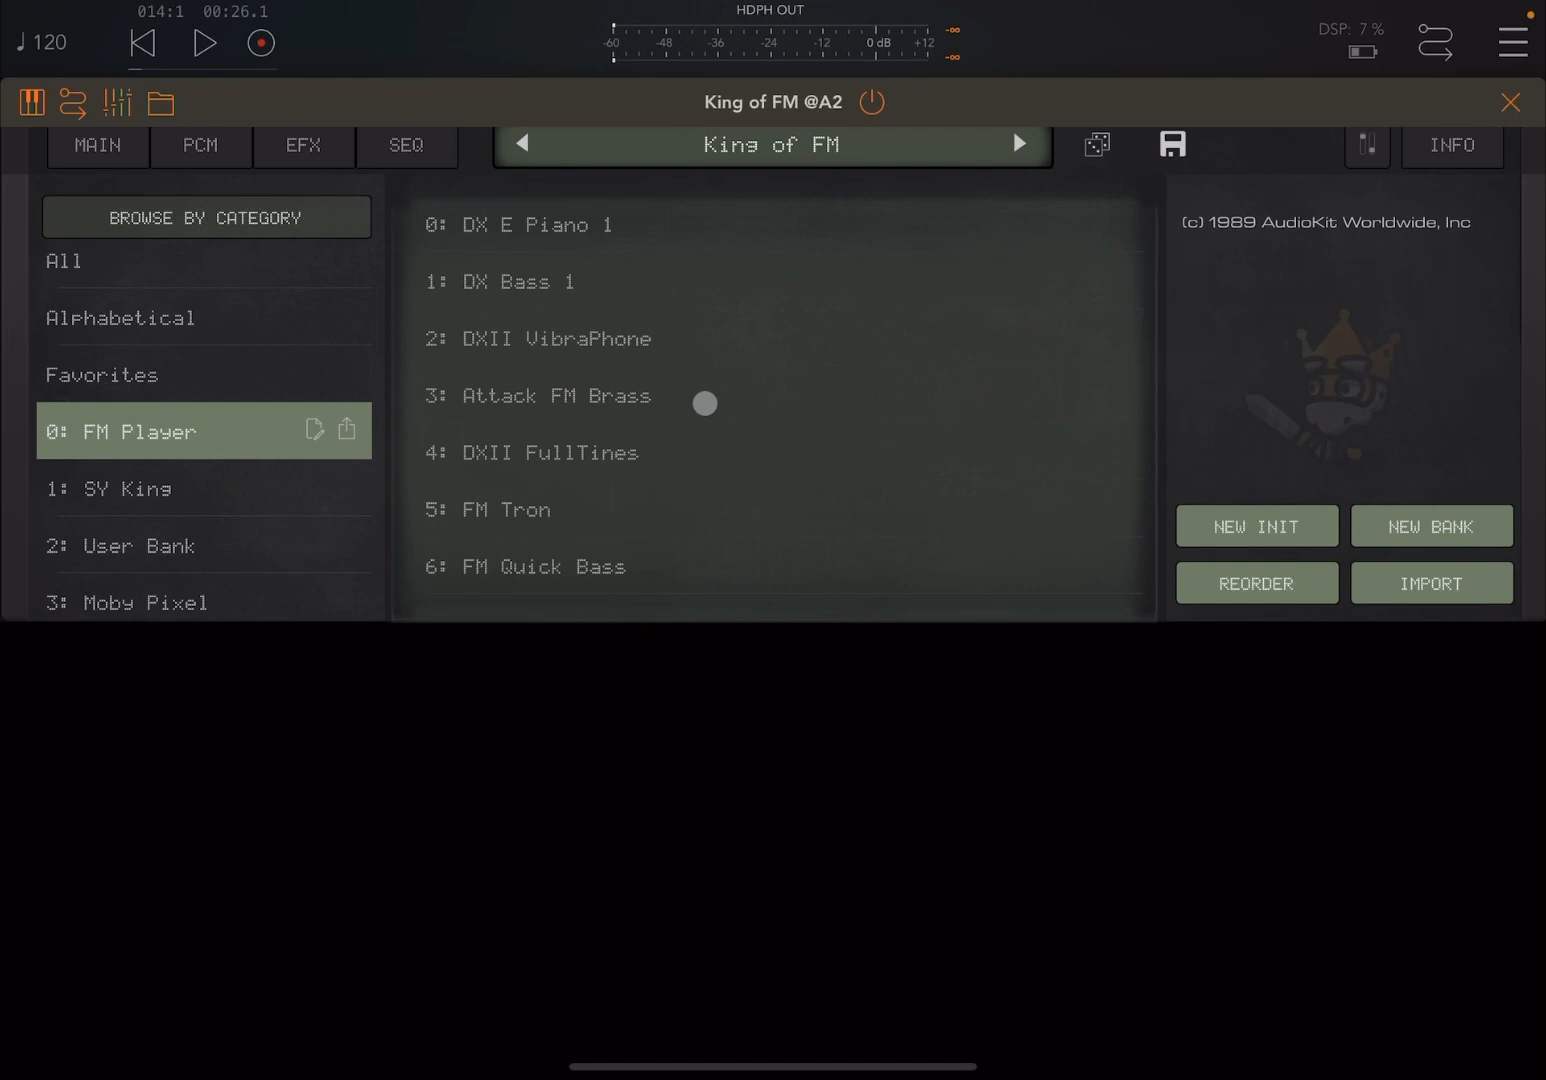 014:1 00:26.1
HDPH OUT
120
-60 -48 -36 -24 -12 0 dB +12
-∞
-∞
DSP: 7 %
King of FM @A2
MAIN PCM EFX SEQ
King of FM
INFO
BROWSE BY CATEGORY
All
Alphabetical
Favorites
0: FM Player
1: SY King
2: User Bank
3: Moby Pixel
0: DX E Piano 1
1: DX Bass 1
2: DXII VibraPhone
3: Attack FM Brass
4: DXII FullTines
5: FM Tron
6: FM Quick Bass
(c) 1989 AudioKit Worldwide, Inc
NEW INIT NEW BANK
REORDER IMPORT